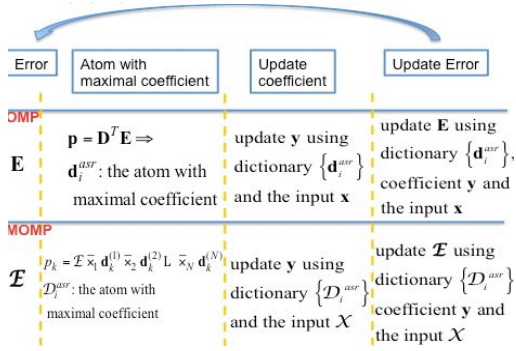 Error
Atom with
maximal coefficient
Update
coefficient
Update Error
OMP
E
p = D^T E ⇒
d_i^{asr}: the atom with
maximal coefficient
update y using
dictionary {d_i^{asr}}
and the input x
update E using
dictionary {d_i^{asr}},
coefficient y and
the input x
MOMP
ℰ
p_k = ℰ ×̄_1 d_k^{(1)} ×̄_2 d_k^{(2)} L ×̄_N d_k^{(N)}
𝒟_i^{asr}: the atom with
maximal coefficient
update y using
dictionary {𝒟_i^{asr}}
and the input 𝒳
update ℰ using
dictionary {𝒟_i^{asr}}
coefficient y and
the input 𝒳